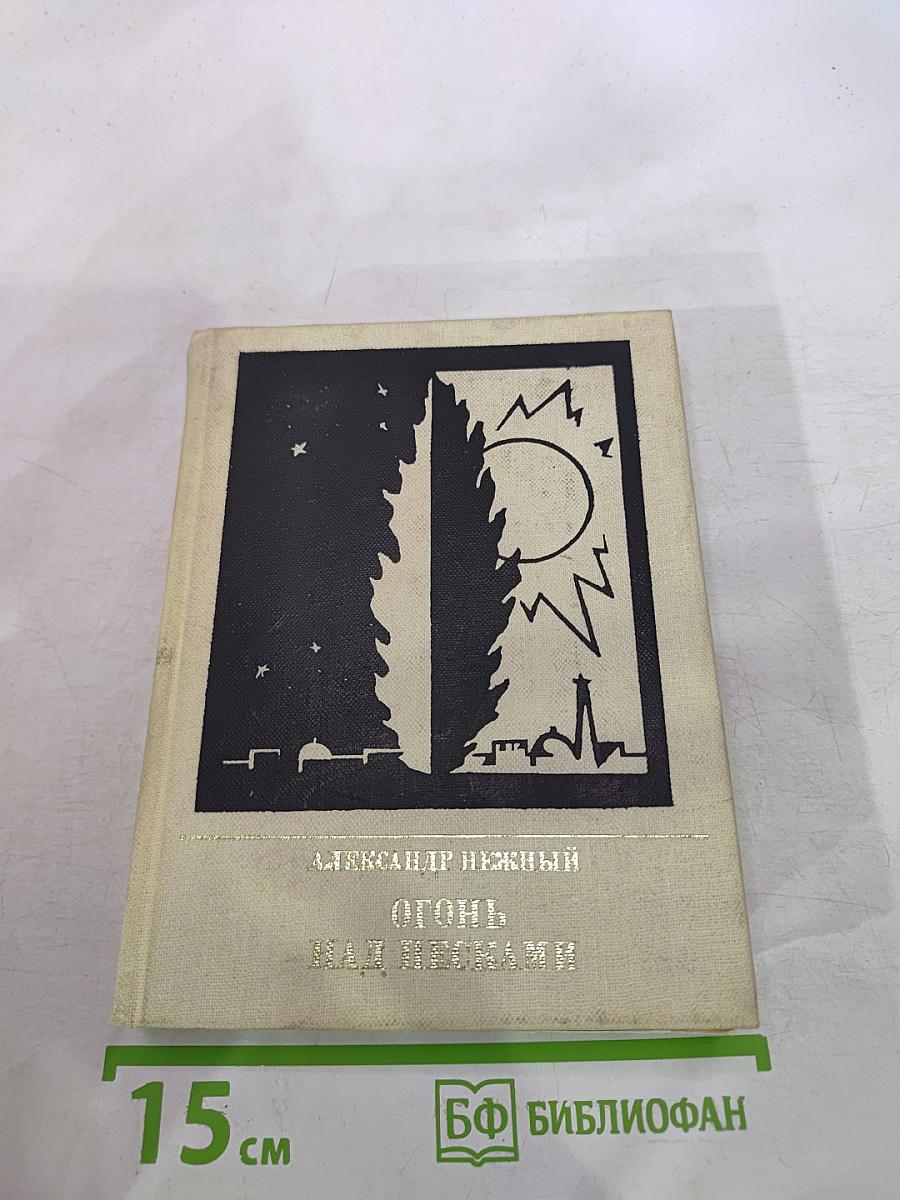 АЛЕКСАНДР НЕЖНЫЙ
ОГОНЬ
НАД ПЕСКАМИ
15 см
БФ БИБЛИОФАН